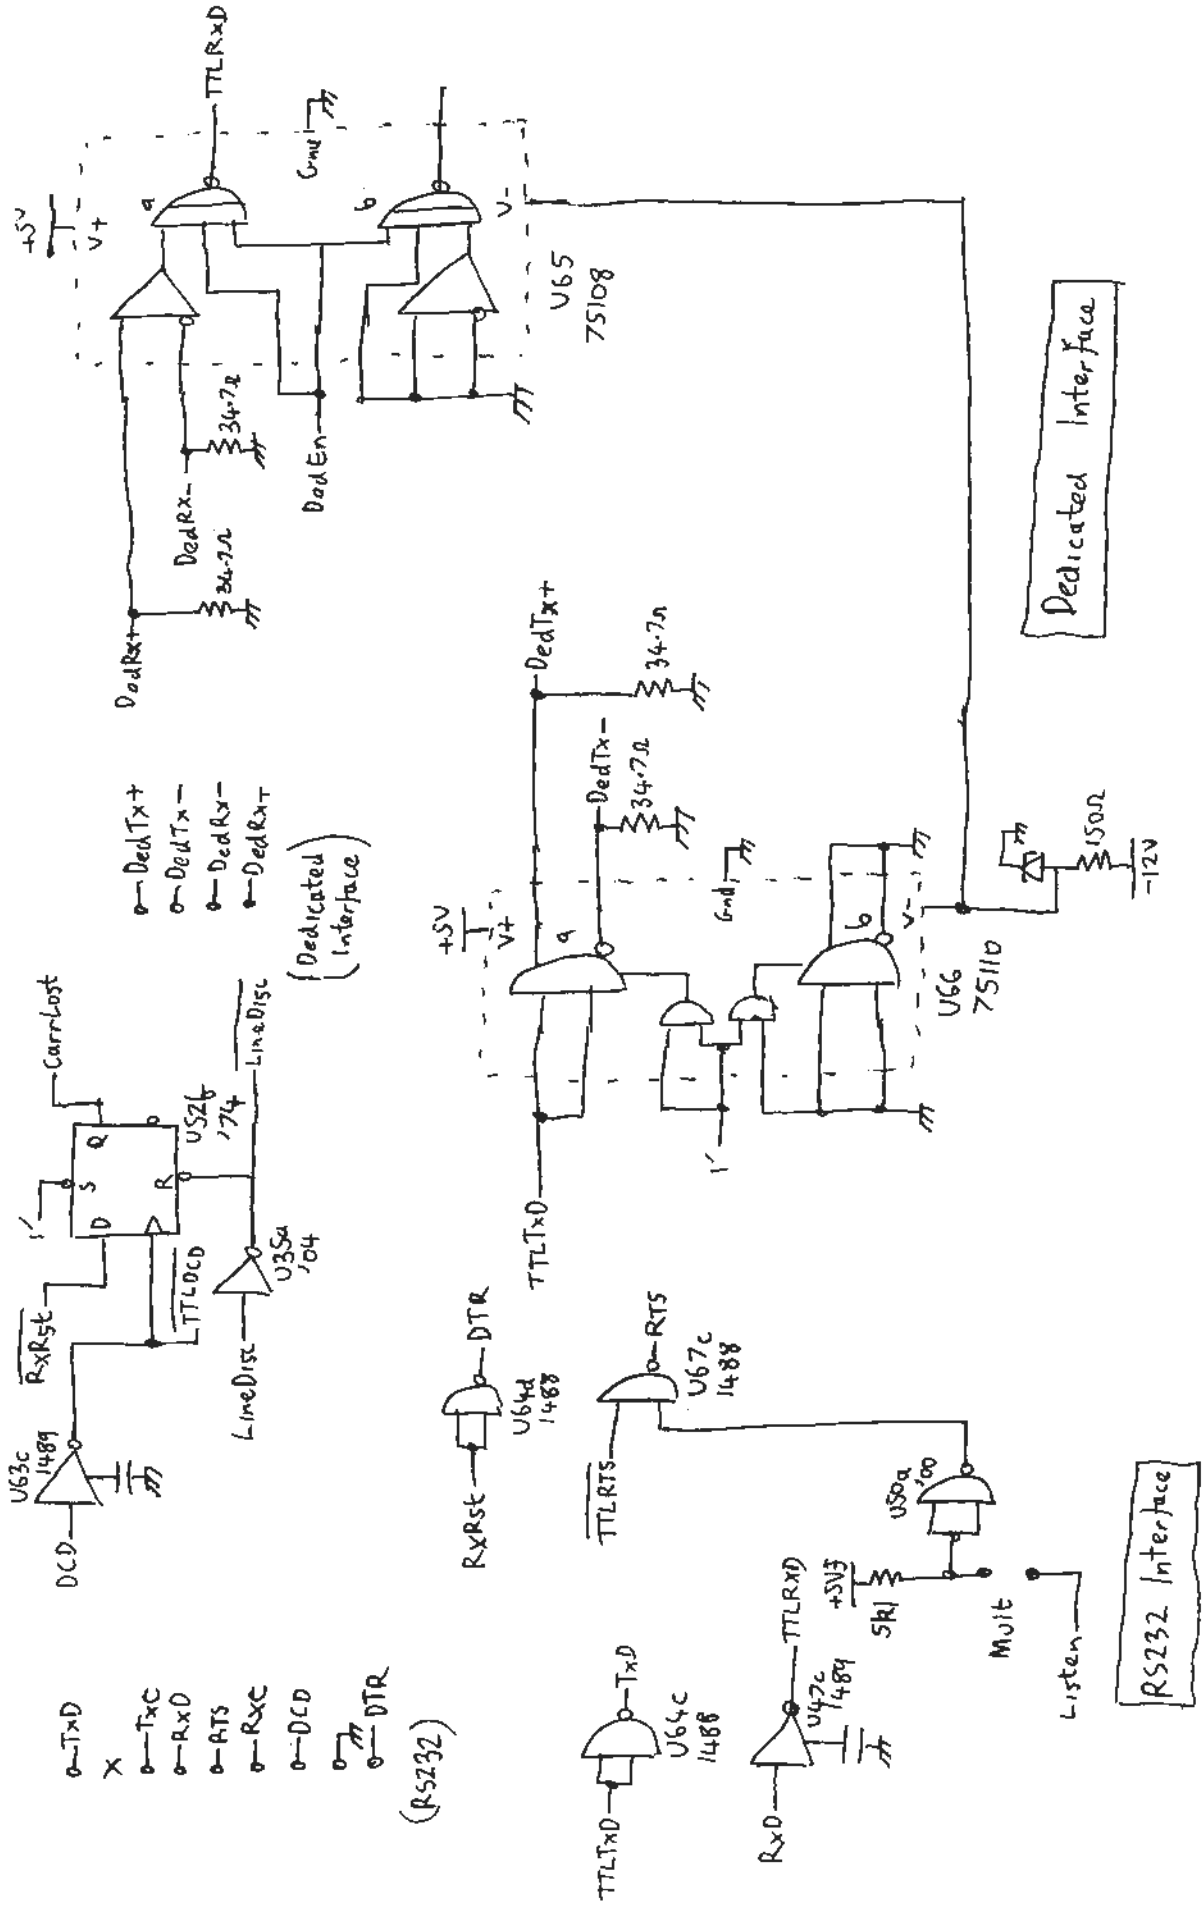 TxD
X
TxC
RxD
RTS
RxC
DCD
DTR
(RS232)
DCD
U63c
1489
RxRst
TTLDCD
'1'
D
S
Q
R
U52b
'74
CarrLost
LineDisc
U35a
'04
LineDisc
DedTx+
DedTx-
DedRx-
DedRx+
(Dedicated
Interface)
DedRx+
34.7Ω
DedRx-
34.7Ω
DedEn
+5V
V+
a
b
Gnd
V-
U65
75108
TTLRxD
RxRst
U64d
1488
DTR
TTLTxD
U64c
1488
TxD
TTLRTS
U67c
1488
RTS
RxD
U47c
1489
TTLRxD
+5VJ
5k1
Mult
Listen
U50a
'00
RS232 Interface
TTLTxD
'1'
+5V
V+
a
Gnd
b
V-
U66
75110
DedTx+
34.7Ω
DedTx-
34.7Ω
150Ω
-12V
Dedicated Interface